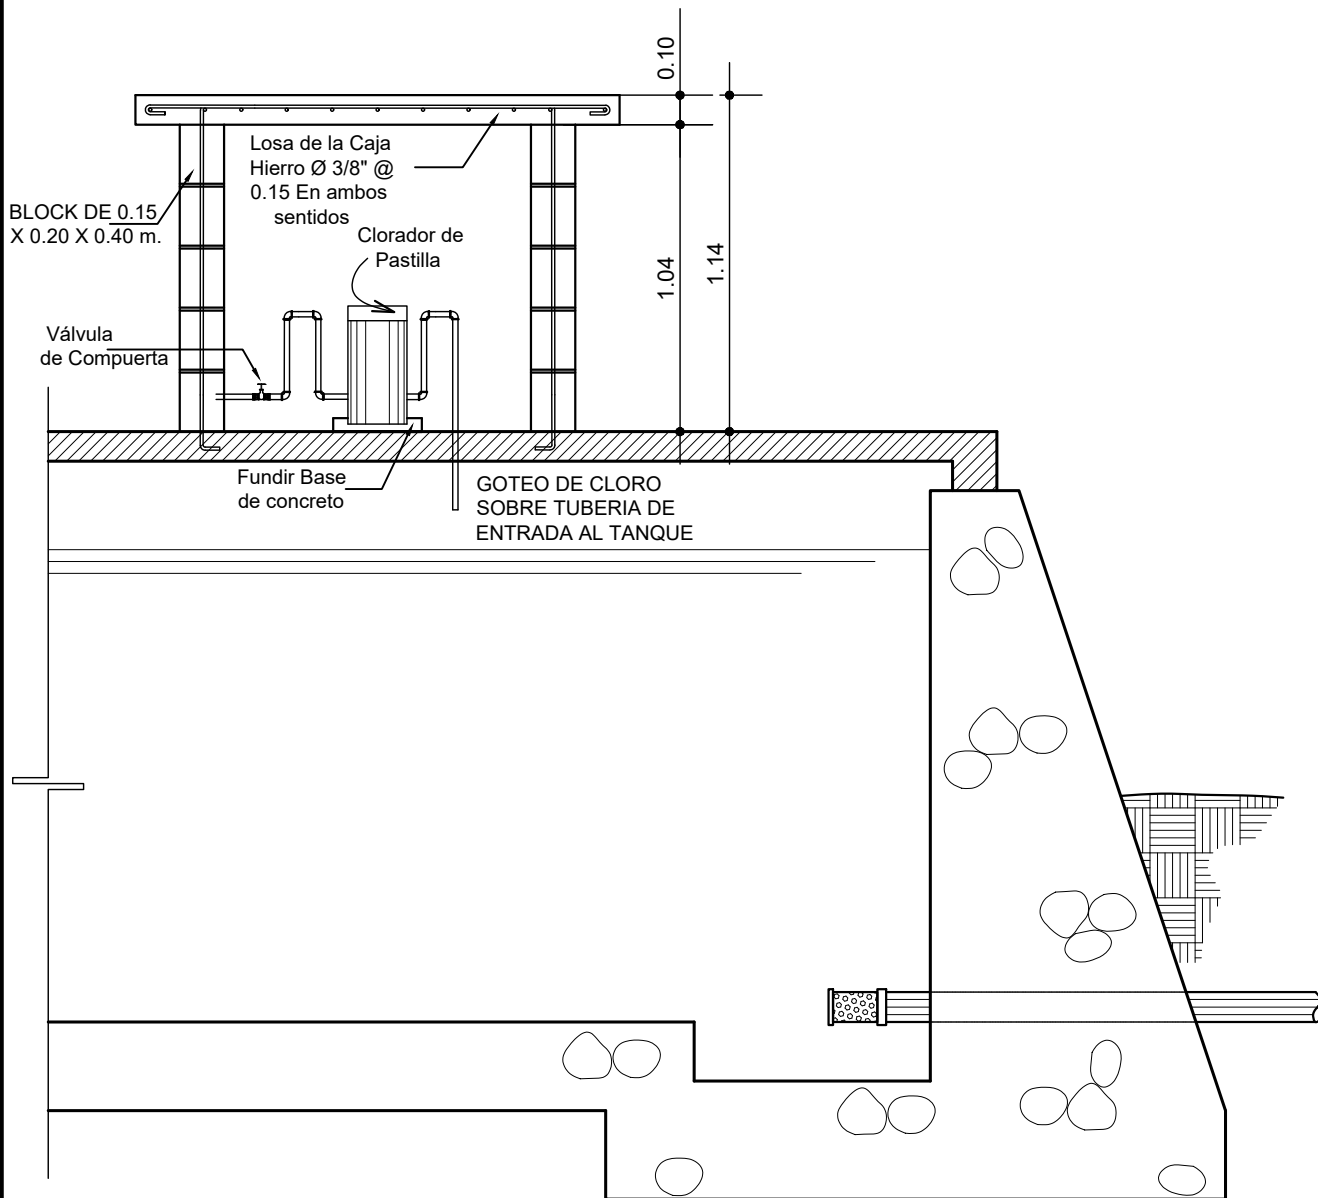 0.10
Losa de la Caja
Hierro Ø 3/8" @
0.15 En ambos
sentidos
BLOCK DE 0.15
X 0.20 X 0.40 m.
Clorador de
Pastilla
1.04
1.14
Válvula
de Compuerta
Fundir Base
de concreto
GOTEO DE CLORO
SOBRE TUBERIA DE
ENTRADA AL TANQUE